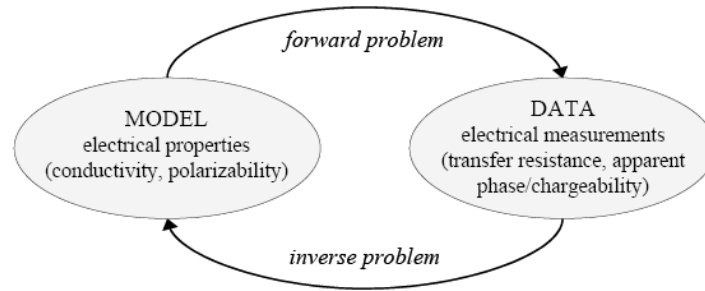 forward problem
MODEL
electrical properties
(conductivity, polarizability)
DATA
electrical measurements
(transfer resistance, apparent
phase/chargeability)
inverse problem